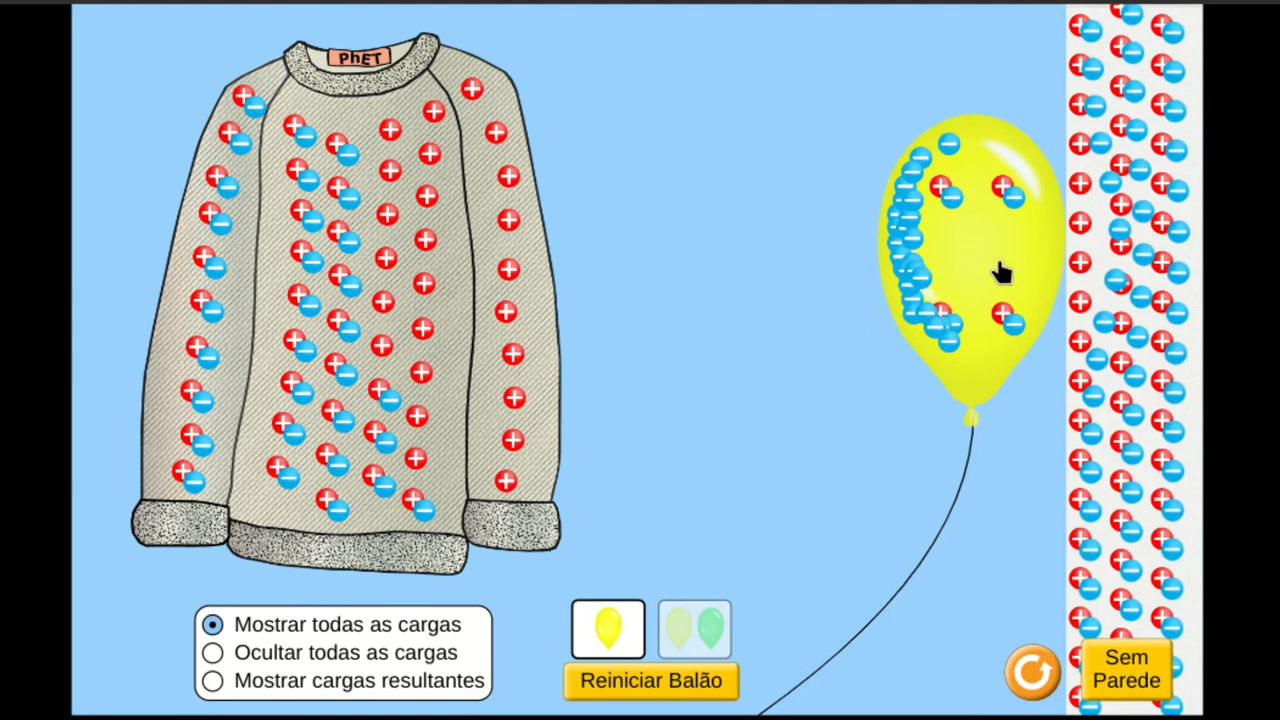 PhET
Mostrar todas as cargas
Ocultar todas as cargas
Mostrar cargas resultantes
Reiniciar Balão
Sem
Parede